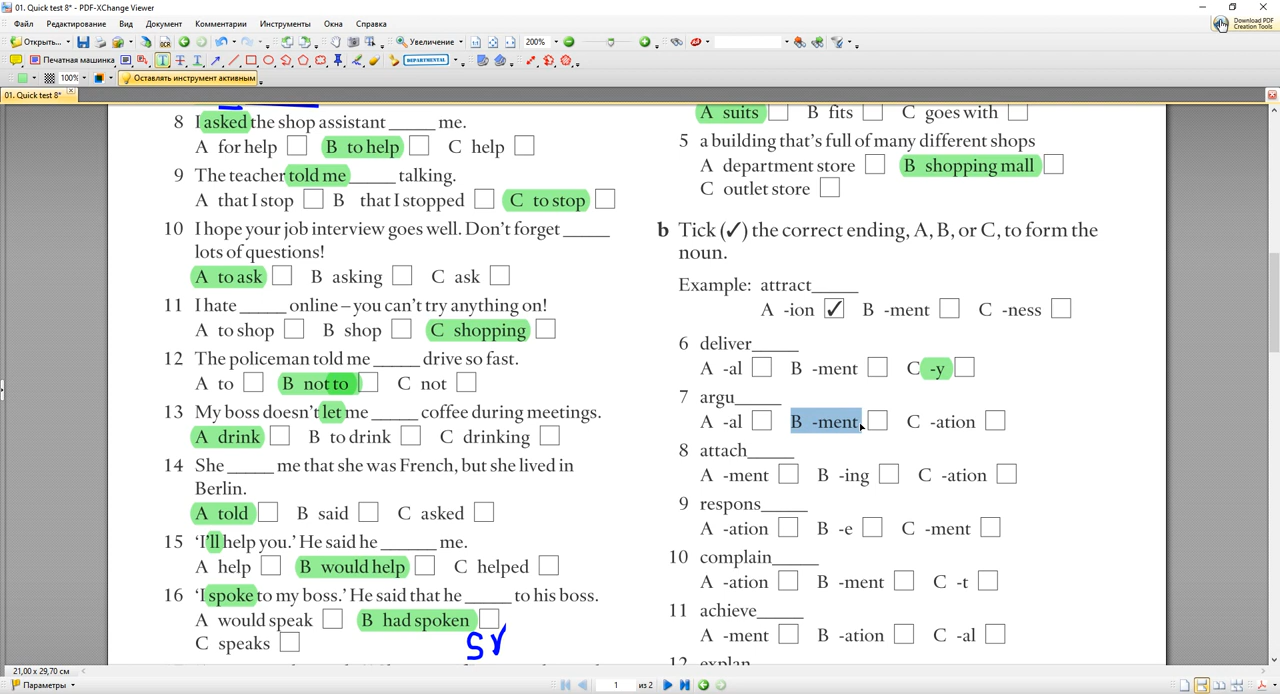 01. Quick test 8* - PDF-XChange Viewer
Файл Редактирование Вид Документ Комментарии Инструменты Окна Справка
Download PDF
Creation Tools
Открыть... OCR Увеличение 200%
Печатная машинка DEPARTMENTAL
100% Оставлять инструмент активным
01. Quick test 8*
8 I asked the shop assistant _____ me.
A for help B to help C help
9 The teacher told me _____ talking.
A that I stop B that I stopped C to stop
10 I hope your job interview goes well. Don't forget _____
lots of questions!
A to ask B asking C ask
11 I hate _____ online – you can't try anything on!
A to shop B shop C shopping
12 The policeman told me _____ drive so fast.
A to B not to C not
13 My boss doesn't let me _____ coffee during meetings.
A drink B to drink C drinking
14 She _____ me that she was French, but she lived in
Berlin.
A told B said C asked
15 'I'll help you.' He said he ______ me.
A help B would help C helped
16 'I spoke to my boss.' He said that he _____ to his boss.
A would speak B had spoken
C speaks
A suits B fits C goes with
5 a building that's full of many different shops
A department store B shopping mall
C outlet store
b Tick (✓) the correct ending, A, B, or C, to form the
noun.
Example: attract_____
A -ion ✓ B -ment C -ness
6 deliver_____
A -al B -ment C -y
7 argu_____
A -al B -ment C -ation
8 attach_____
A -ment B -ing C -ation
9 respons_____
A -ation B -e C -ment
10 complain_____
A -ation B -ment C -t
11 achieve_____
A -ment B -ation C -al
12 explan
21,00 x 29,70 см
Параметры 1 из 2